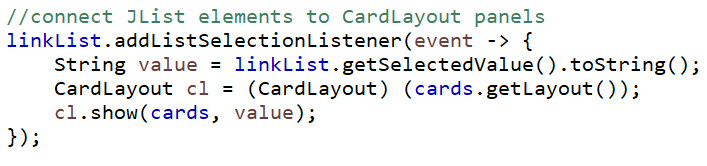 //connect JList elements to CardLayout panels
linkList.addListSelectionListener(event -> {
    String value = linkList.getSelectedValue().toString();
    CardLayout cl = (CardLayout) (cards.getLayout());
    cl.show(cards, value);
});